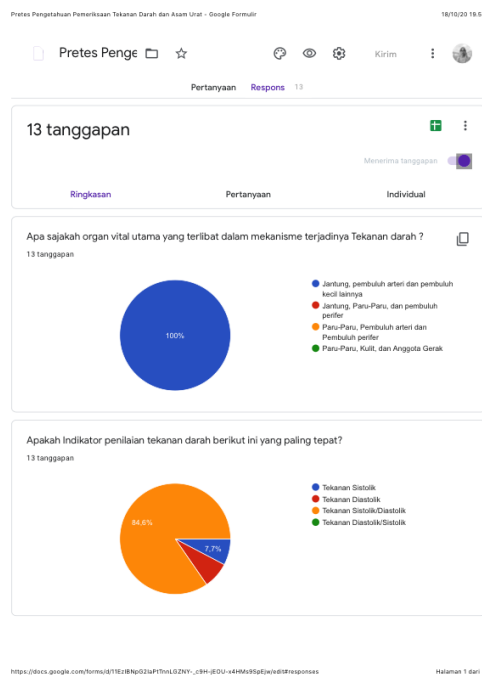 Pretes Pengetahuan Pemeriksaan Tekanan Darah dan Asam Urat - Google Formulir
18/10/20 19.5
Pretes Penge
Kirim
Pertanyaan Respons 13
13 tanggapan
Menerima tanggapan
Ringkasan Pertanyaan Individual
Apa sajakah organ vital utama yang terlibat dalam mekanisme terjadinya Tekanan darah ?
13 tanggapan
100%
Jantung, pembuluh arteri dan pembuluh
kecil lainnya
Jantung, Paru-Paru, dan pembuluh
perifer
Paru-Paru, Pembuluh arteri dan
Pembuluh perifer
Paru-Paru, Kulit, dan Anggota Gerak
Apakah Indikator penilaian tekanan darah berikut ini yang paling tepat?
13 tanggapan
84,6%
7,7%
Tekanan Sistolik
Tekanan Diastolik
Tekanan Sistolik/Diastolik
Tekanan Diastolik/Sistolik
Halaman 1 dari